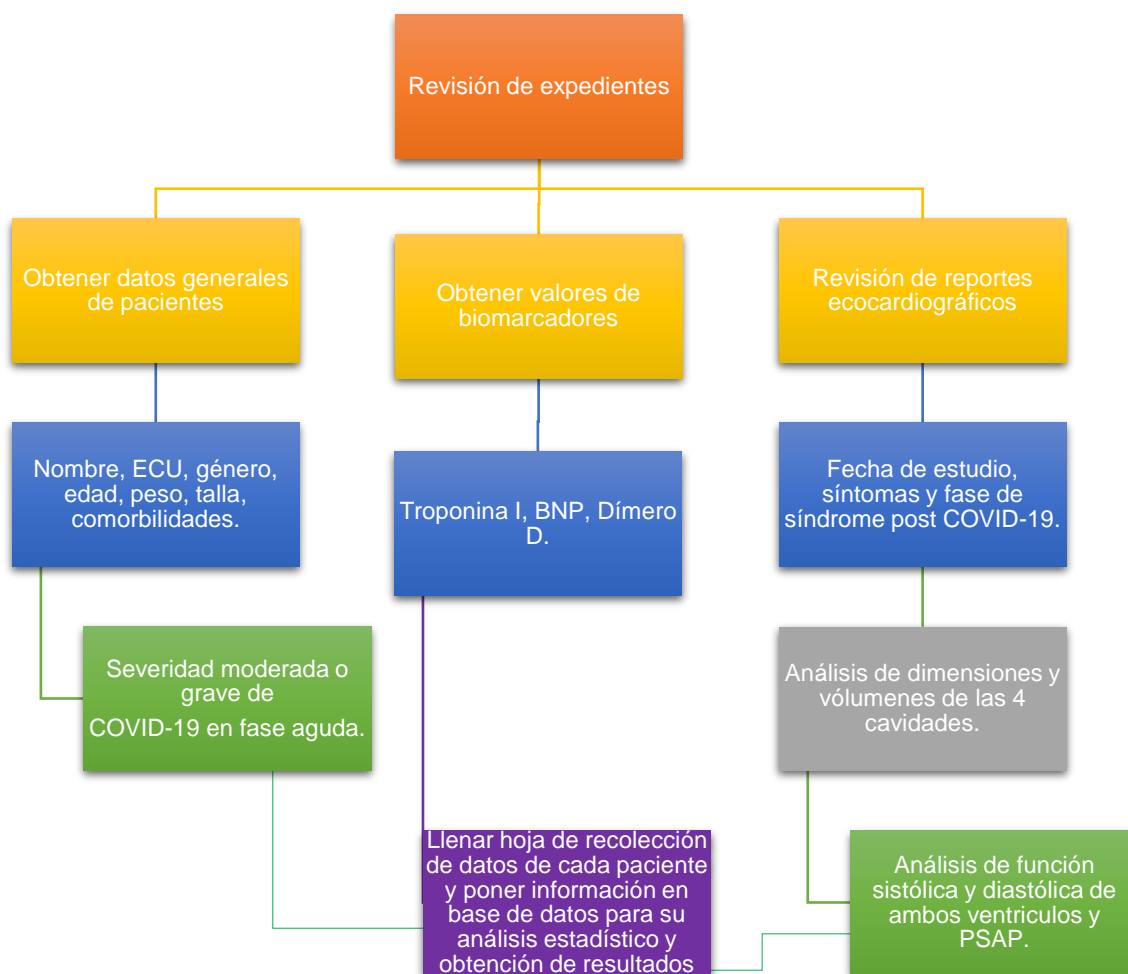 Revisión de expedientes
Obtener datos generales
de pacientes
Obtener valores de
biomarcadores
Revisión de reportes
ecocardiográficos
Nombre, ECU, género,
edad, peso, talla,
comorbilidades.
Troponina I, BNP, Dímero
D.
Fecha de estudio,
síntomas y fase de
síndrome post COVID-19.
Severidad moderada o
grave de
COVID-19 en fase aguda.
Análisis de dimensiones y
vólumenes de las 4
cavidades.
Llenar hoja de recolección
de datos de cada paciente
y poner información en
base de datos para su
análisis estadístico y
obtención de resultados
Análisis de función
sistólica y diastólica de
ambos ventriculos y
PSAP.